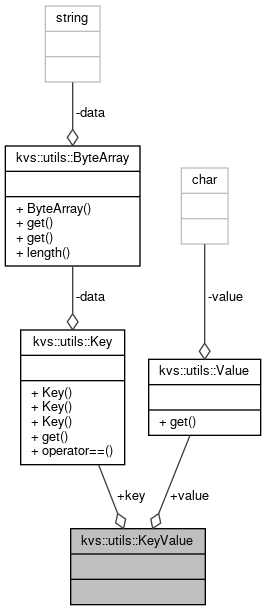 string
-data
kvs::utils::ByteArray
+ ByteArray()
+ get()
+ get()
+ length()
char
-data
-value
kvs::utils::Key
+ Key()
+ Key()
+ Key()
+ get()
+ operator==()
kvs::utils::Value
+ get()
+key
+value
kvs::utils::KeyValue